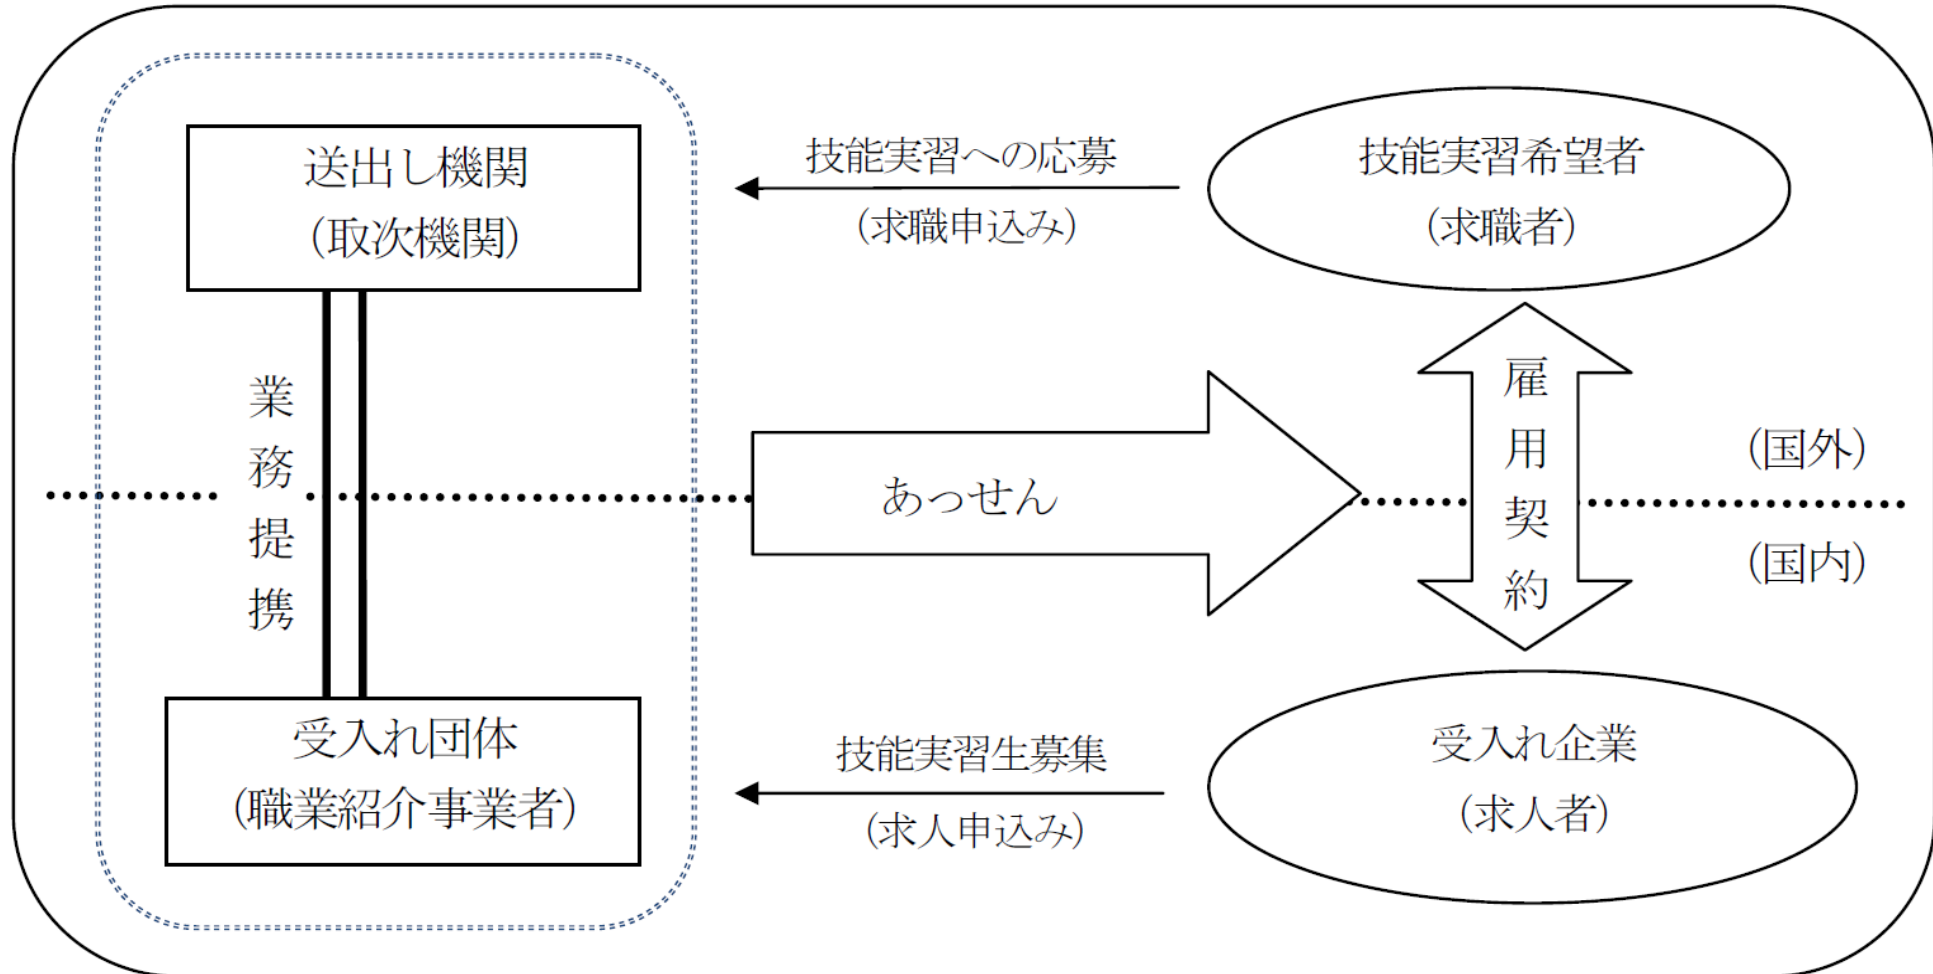 送出し機関
(取次機関)
技能実習への応募
(求職申込み)
技能実習希望者
(求職者)
業務提携
あっせん
雇用契約
(国外)
(国内)
受入れ団体
(職業紹介事業者)
技能実習生募集
(求人申込み)
受入れ企業
(求人者)